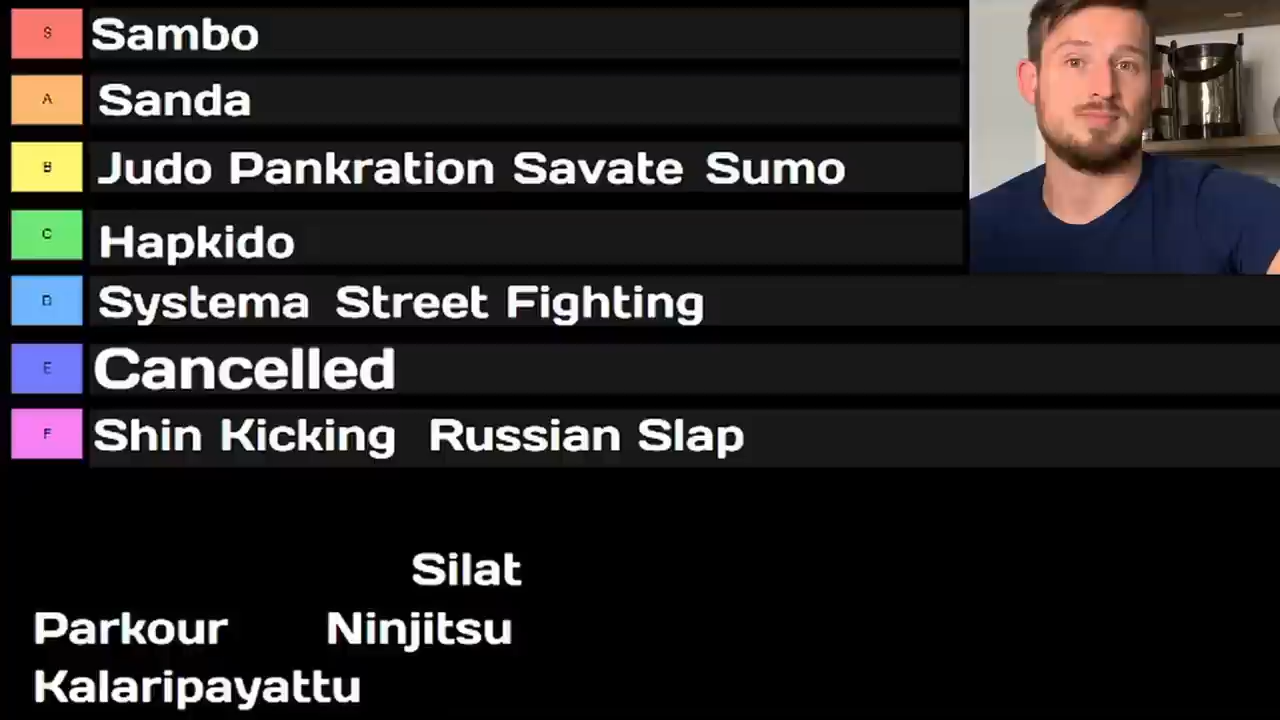 S Sambo
A Sanda
B Judo Pankration Savate Sumo
C Hapkido
D Systema Street Fighting
E Cancelled
F Shin Kicking Russian Slap
Silat
Parkour Ninjitsu
Kalaripayattu